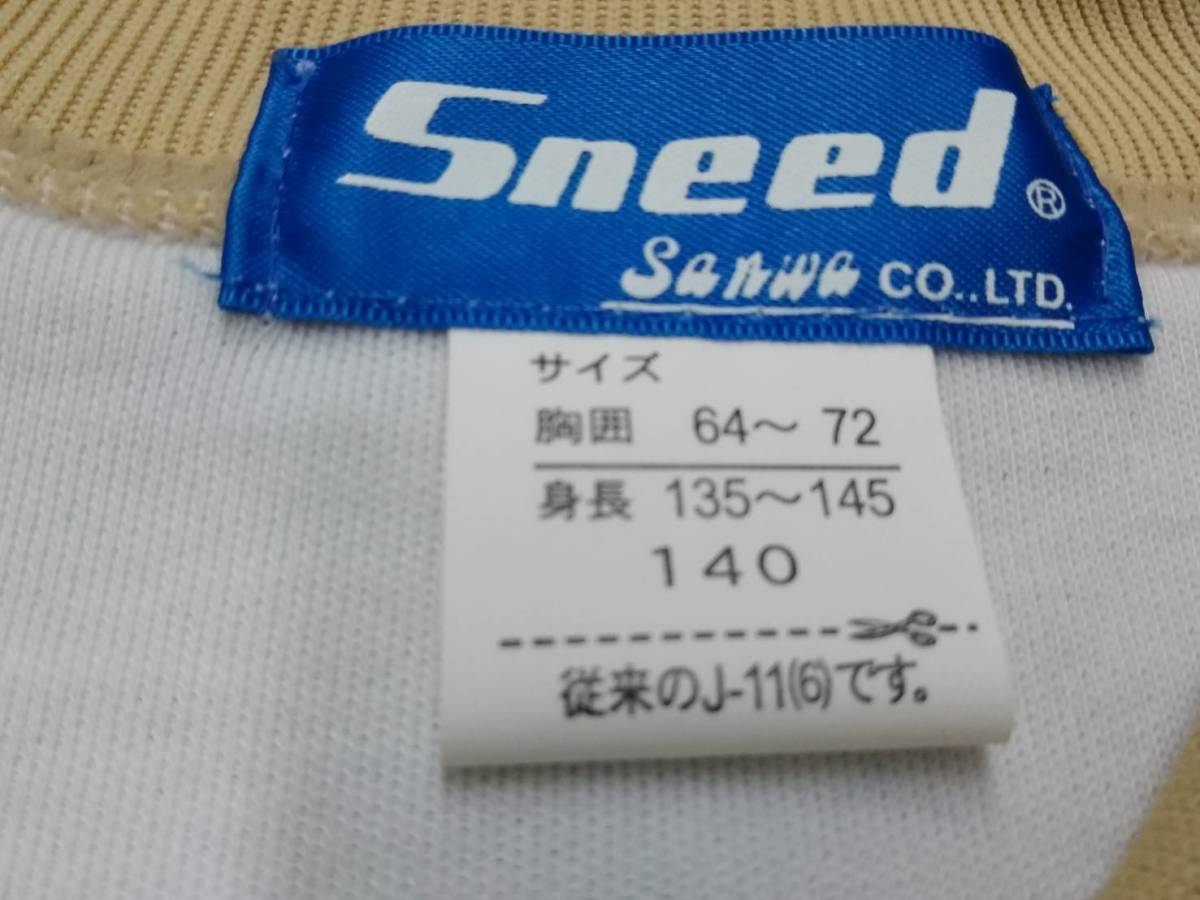 Sneed ®
Sanwa CO.,LTD.
サイズ
胸囲 64～72
身長 135～145
140
従来のJ-11(6)です。